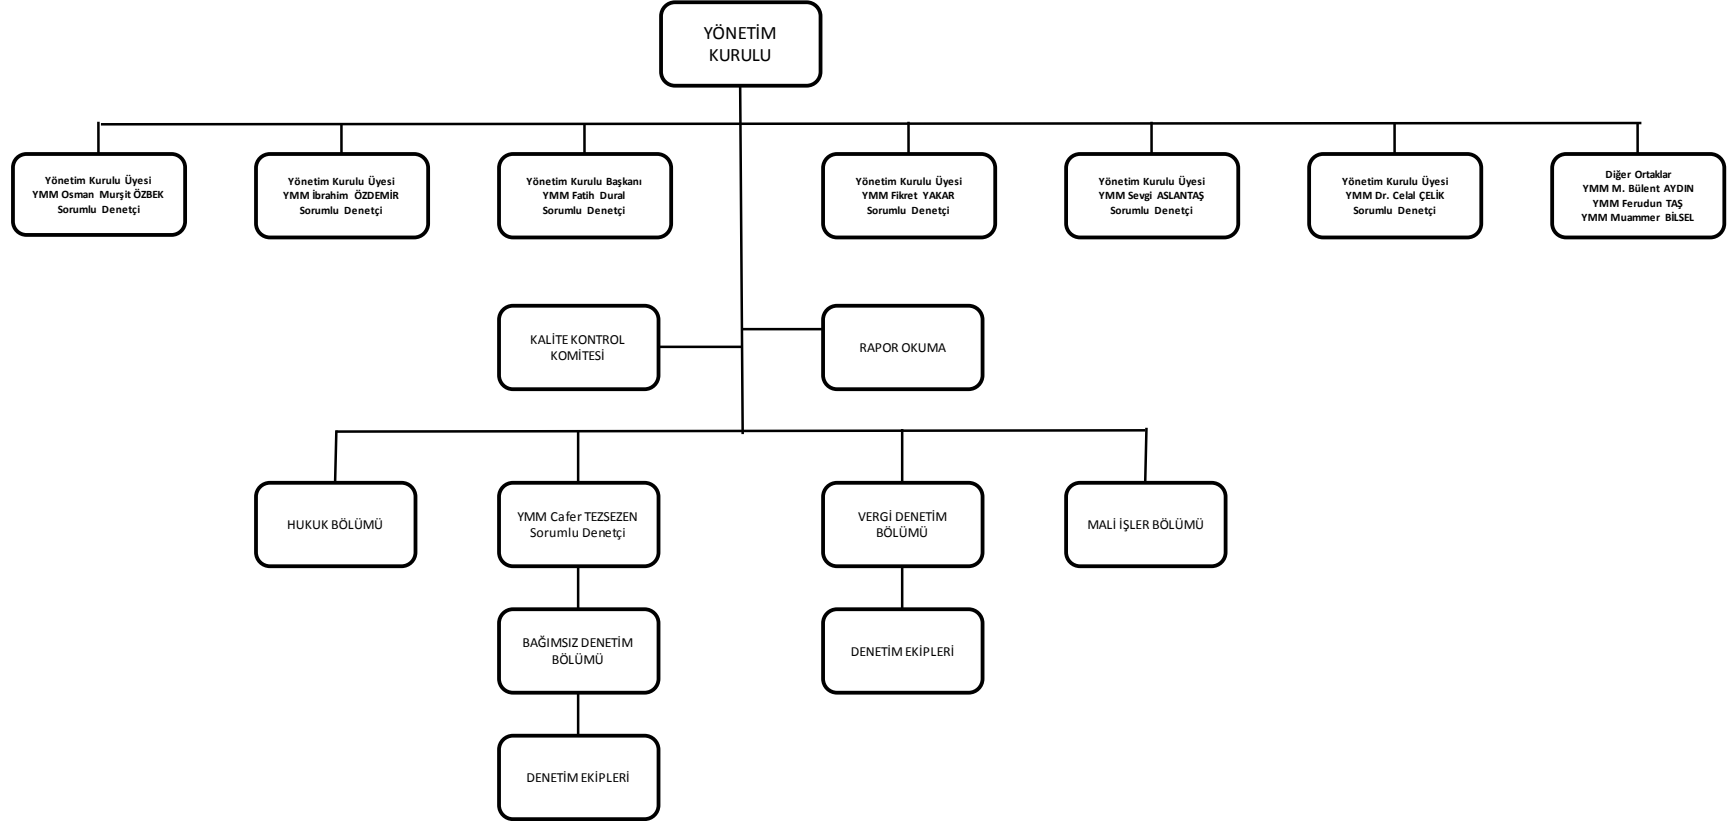 YÖNETİM
KURULU
Yönetim Kurulu Üyesi
YMM Osman Murşit ÖZBEK
Sorumlu Denetçi
Yönetim Kurulu Üyesi
YMM İbrahim ÖZDEMİR
Sorumlu Denetçi
Yönetim Kurulu Başkanı
YMM Fatih Dural
Sorumlu Denetçi
Yönetim Kurulu Üyesi
YMM Fikret YAKAR
Sorumlu Denetçi
Yönetim Kurulu Üyesi
YMM Sevgi ASLANTAŞ
Sorumlu Denetçi
Yönetim Kurulu Üyesi
YMM Dr. Celal ÇELİK
Sorumlu Denetçi
Diğer Ortaklar
YMM M. Bülent AYDIN
YMM Ferudun TAŞ
YMM Muammer BİLSEL
KALİTE KONTROL
KOMİTESİ
RAPOR OKUMA
HUKUK BÖLÜMÜ
YMM Cafer TEZSEZEN
Sorumlu Denetçi
VERGİ DENETİM
BÖLÜMÜ
MALİ İŞLER BÖLÜMÜ
BAĞIMSIZ DENETİM
BÖLÜMÜ
DENETİM EKİPLERİ
DENETİM EKİPLERİ